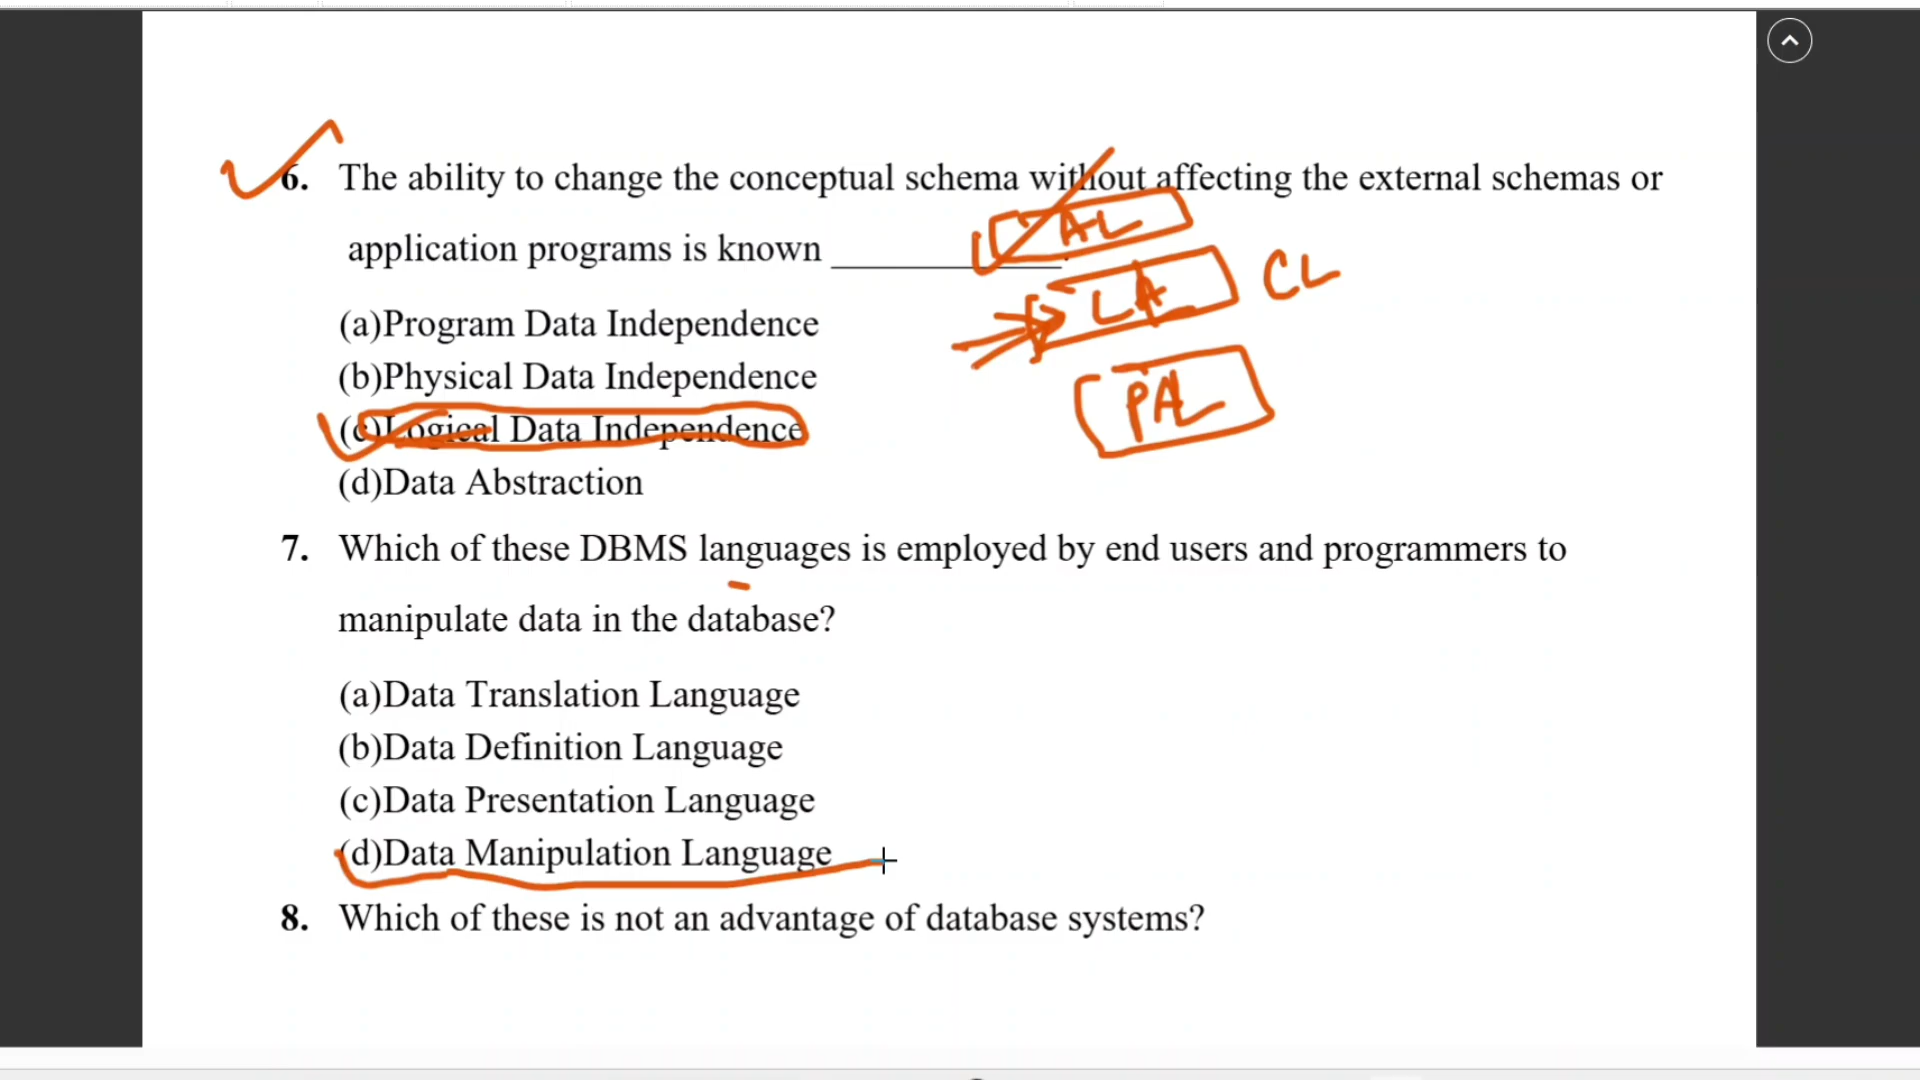 6. The ability to change the conceptual schema without affecting the external schemas or
application programs is known ____________.
AL
LA CL
PAL
(a)Program Data Independence
(b)Physical Data Independence
(c)Logical Data Independence
(d)Data Abstraction
7. Which of these DBMS languages is employed by end users and programmers to
manipulate data in the database?
(a)Data Translation Language
(b)Data Definition Language
(c)Data Presentation Language
(d)Data Manipulation Language
8. Which of these is not an advantage of database systems?